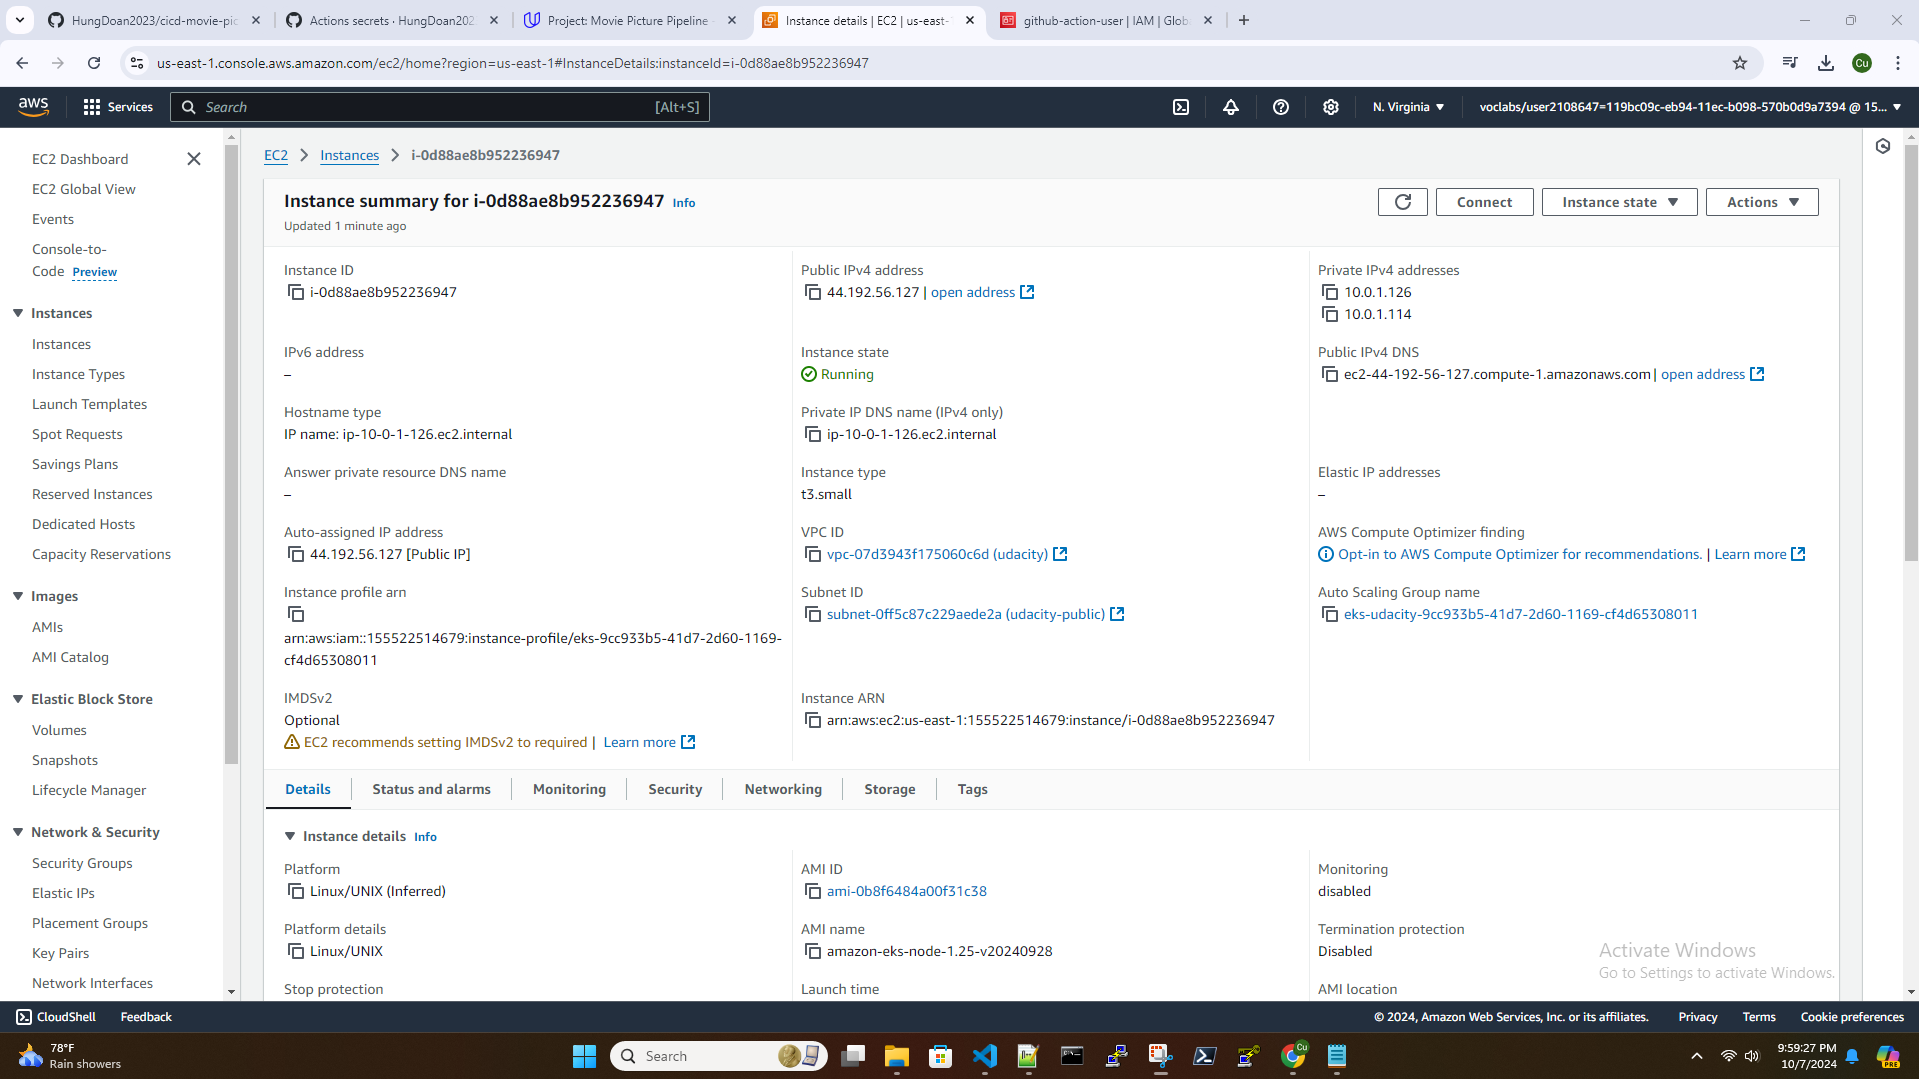 HungDoan2023/cicd-movie-pic
Actions secrets · HungDoan202
Project: Movie Picture Pipeline -
Instance details | EC2 | us-east-1
github-action-user | IAM | Globa
us-east-1.console.aws.amazon.com/ec2/home?region=us-east-1#InstanceDetails:instanceId=i-0d88ae8b952236947
Cu
aws
Services
Search
[Alt+S]
N. Virginia
voclabs/user2108647=119bc09c-eb94-11ec-b098-570b0d9a7394 @ 15...
EC2 Dashboard
EC2 Global View
Events
Console-to-
Code Preview
Instances
Instances
Instance Types
Launch Templates
Spot Requests
Savings Plans
Reserved Instances
Dedicated Hosts
Capacity Reservations
Images
AMIs
AMI Catalog
Elastic Block Store
Volumes
Snapshots
Lifecycle Manager
Network & Security
Security Groups
Elastic IPs
Placement Groups
Key Pairs
Network Interfaces
EC2 > Instances > i-0d88ae8b952236947
Instance summary for i-0d88ae8b952236947 Info
Updated 1 minute ago
Connect
Instance state
Actions
Instance ID
i-0d88ae8b952236947
Public IPv4 address
44.192.56.127 | open address
Private IPv4 addresses
10.0.1.126
10.0.1.114
IPv6 address
–
Instance state
Running
Public IPv4 DNS
ec2-44-192-56-127.compute-1.amazonaws.com | open address
Hostname type
IP name: ip-10-0-1-126.ec2.internal
Private IP DNS name (IPv4 only)
ip-10-0-1-126.ec2.internal
Answer private resource DNS name
–
Instance type
t3.small
Elastic IP addresses
–
Auto-assigned IP address
44.192.56.127 [Public IP]
VPC ID
vpc-07d3943f175060c6d (udacity)
AWS Compute Optimizer finding
Opt-in to AWS Compute Optimizer for recommendations. | Learn more
Instance profile arn
arn:aws:iam::155522514679:instance-profile/eks-9cc933b5-41d7-2d60-1169-
cf4d65308011
Subnet ID
subnet-0ff5c87c229aede2a (udacity-public)
Auto Scaling Group name
eks-udacity-9cc933b5-41d7-2d60-1169-cf4d65308011
IMDSv2
Optional
EC2 recommends setting IMDSv2 to required | Learn more
Instance ARN
arn:aws:ec2:us-east-1:155522514679:instance/i-0d88ae8b952236947
Details
Status and alarms
Monitoring
Security
Networking
Storage
Tags
Instance details Info
Platform
Linux/UNIX (Inferred)
AMI ID
ami-0b8f6484a00f31c38
Monitoring
disabled
Platform details
Linux/UNIX
AMI name
amazon-eks-node-1.25-v20240928
Termination protection
Disabled
Stop protection
Launch time
AMI location
Activate Windows
Go to Settings to activate Windows.
CloudShell
Feedback
© 2024, Amazon Web Services, Inc. or its affiliates.
Privacy
Terms
Cookie preferences
78°F
Rain showers
Search
Cu
9:59:27 PM
10/7/2024
PRE